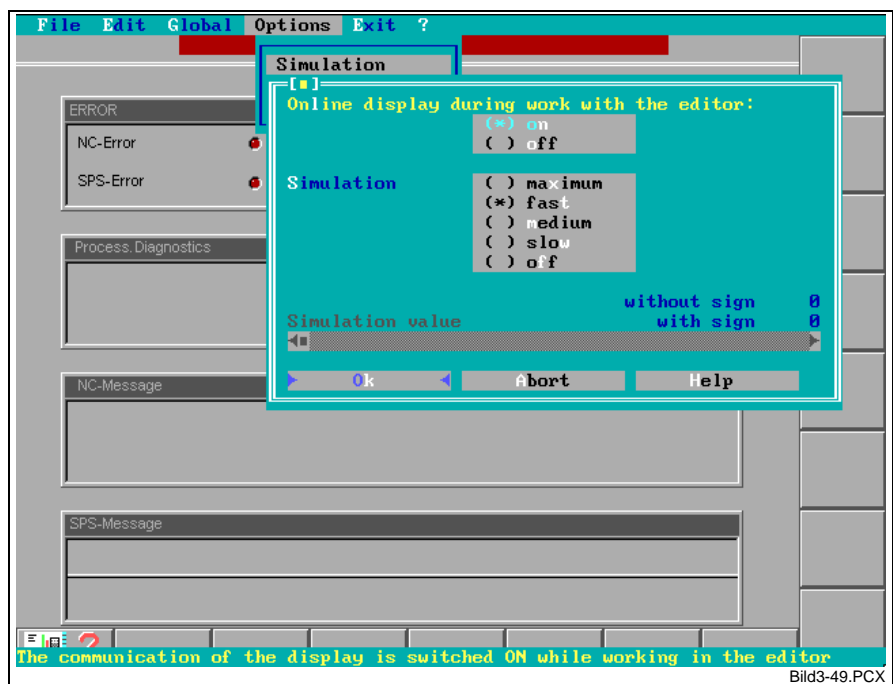 File Edit Global Options Exit ?
Simulation
[■]
Online display during work with the editor:
(*) on
( ) off
ERROR
NC-Error
SPS-Error
Simulation ( ) maximum
(*) fast
( ) medium
( ) slow
( ) off
Process.Diagnostics
without sign 0
Simulation value with sign 0
Ok Abort Help
NC-Message
SPS-Message
The communication of the display is switched ON while working in the editor
Bild3-49.PCX